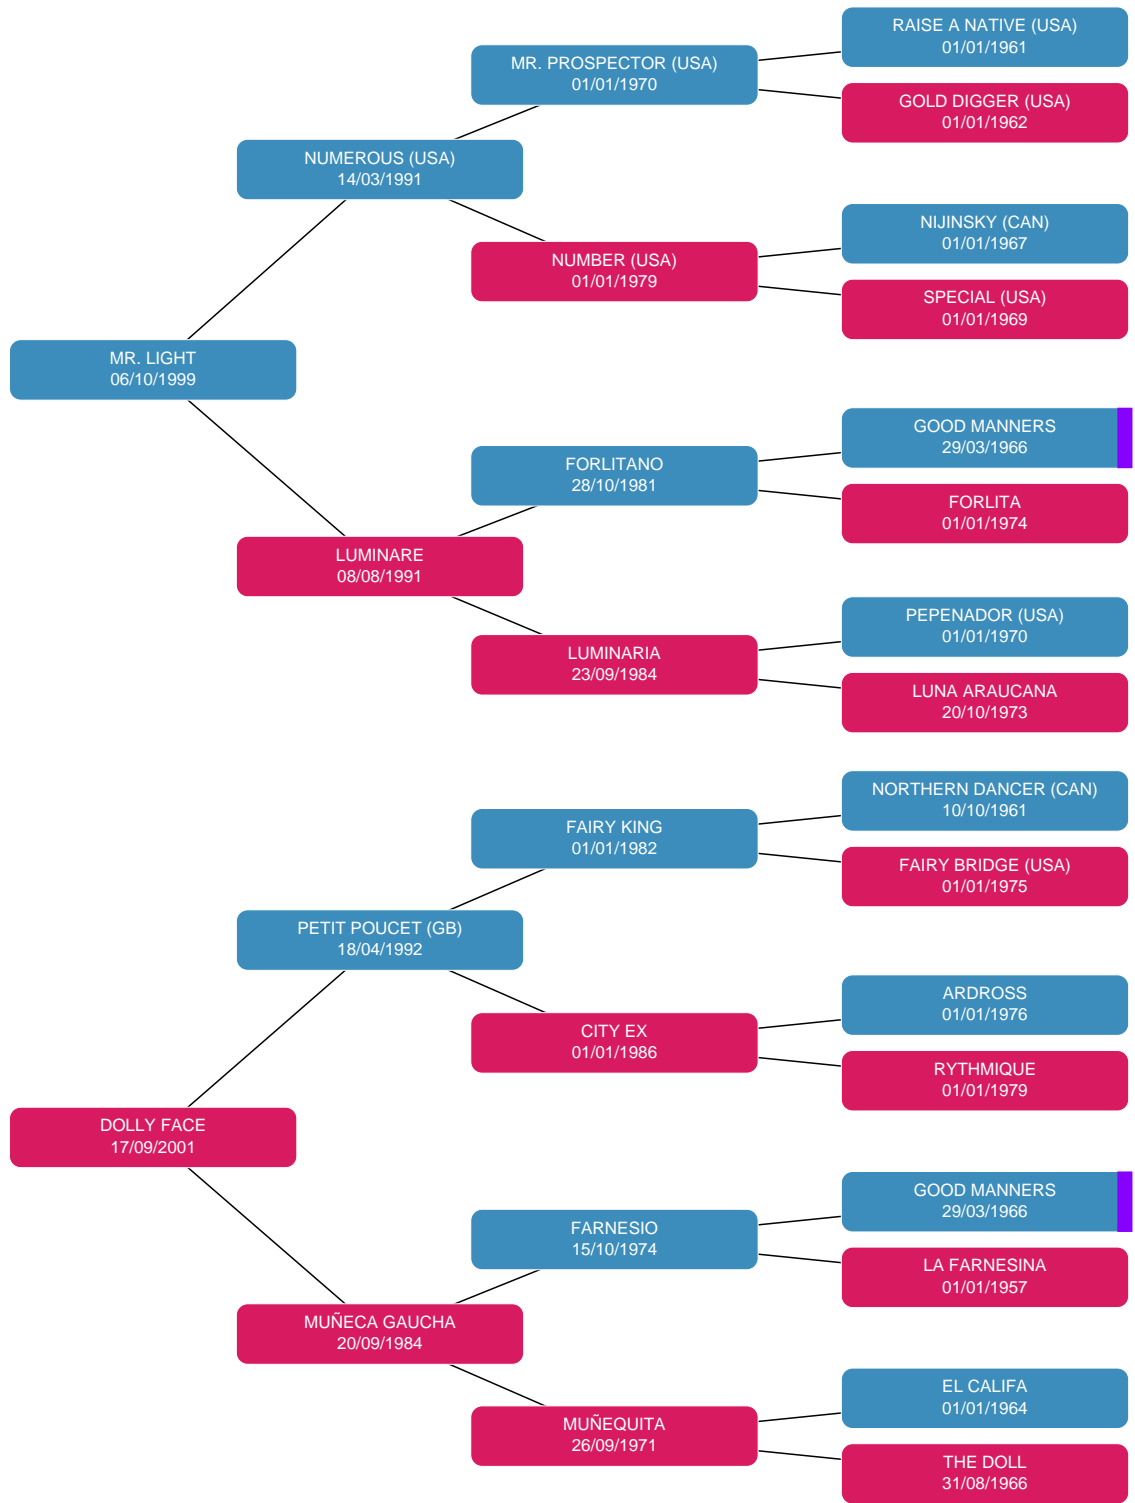 RAISE A NATIVE (USA)
01/01/1961
MR. PROSPECTOR (USA)
01/01/1970
GOLD DIGGER (USA)
01/01/1962
NUMEROUS (USA)
14/03/1991
NIJINSKY (CAN)
01/01/1967
NUMBER (USA)
01/01/1979
SPECIAL (USA)
01/01/1969
MR. LIGHT
06/10/1999
GOOD MANNERS
29/03/1966
FORLITANO
28/10/1981
FORLITA
01/01/1974
LUMINARE
08/08/1991
PEPENADOR (USA)
01/01/1970
LUMINARIA
23/09/1984
LUNA ARAUCANA
20/10/1973
NORTHERN DANCER (CAN)
10/10/1961
FAIRY KING
01/01/1982
FAIRY BRIDGE (USA)
01/01/1975
PETIT POUCET (GB)
18/04/1992
ARDROSS
01/01/1976
CITY EX
01/01/1986
RYTHMIQUE
01/01/1979
DOLLY FACE
17/09/2001
GOOD MANNERS
29/03/1966
FARNESIO
15/10/1974
LA FARNESINA
01/01/1957
MUÑECA GAUCHA
20/09/1984
EL CALIFA
01/01/1964
MUÑEQUITA
26/09/1971
THE DOLL
31/08/1966